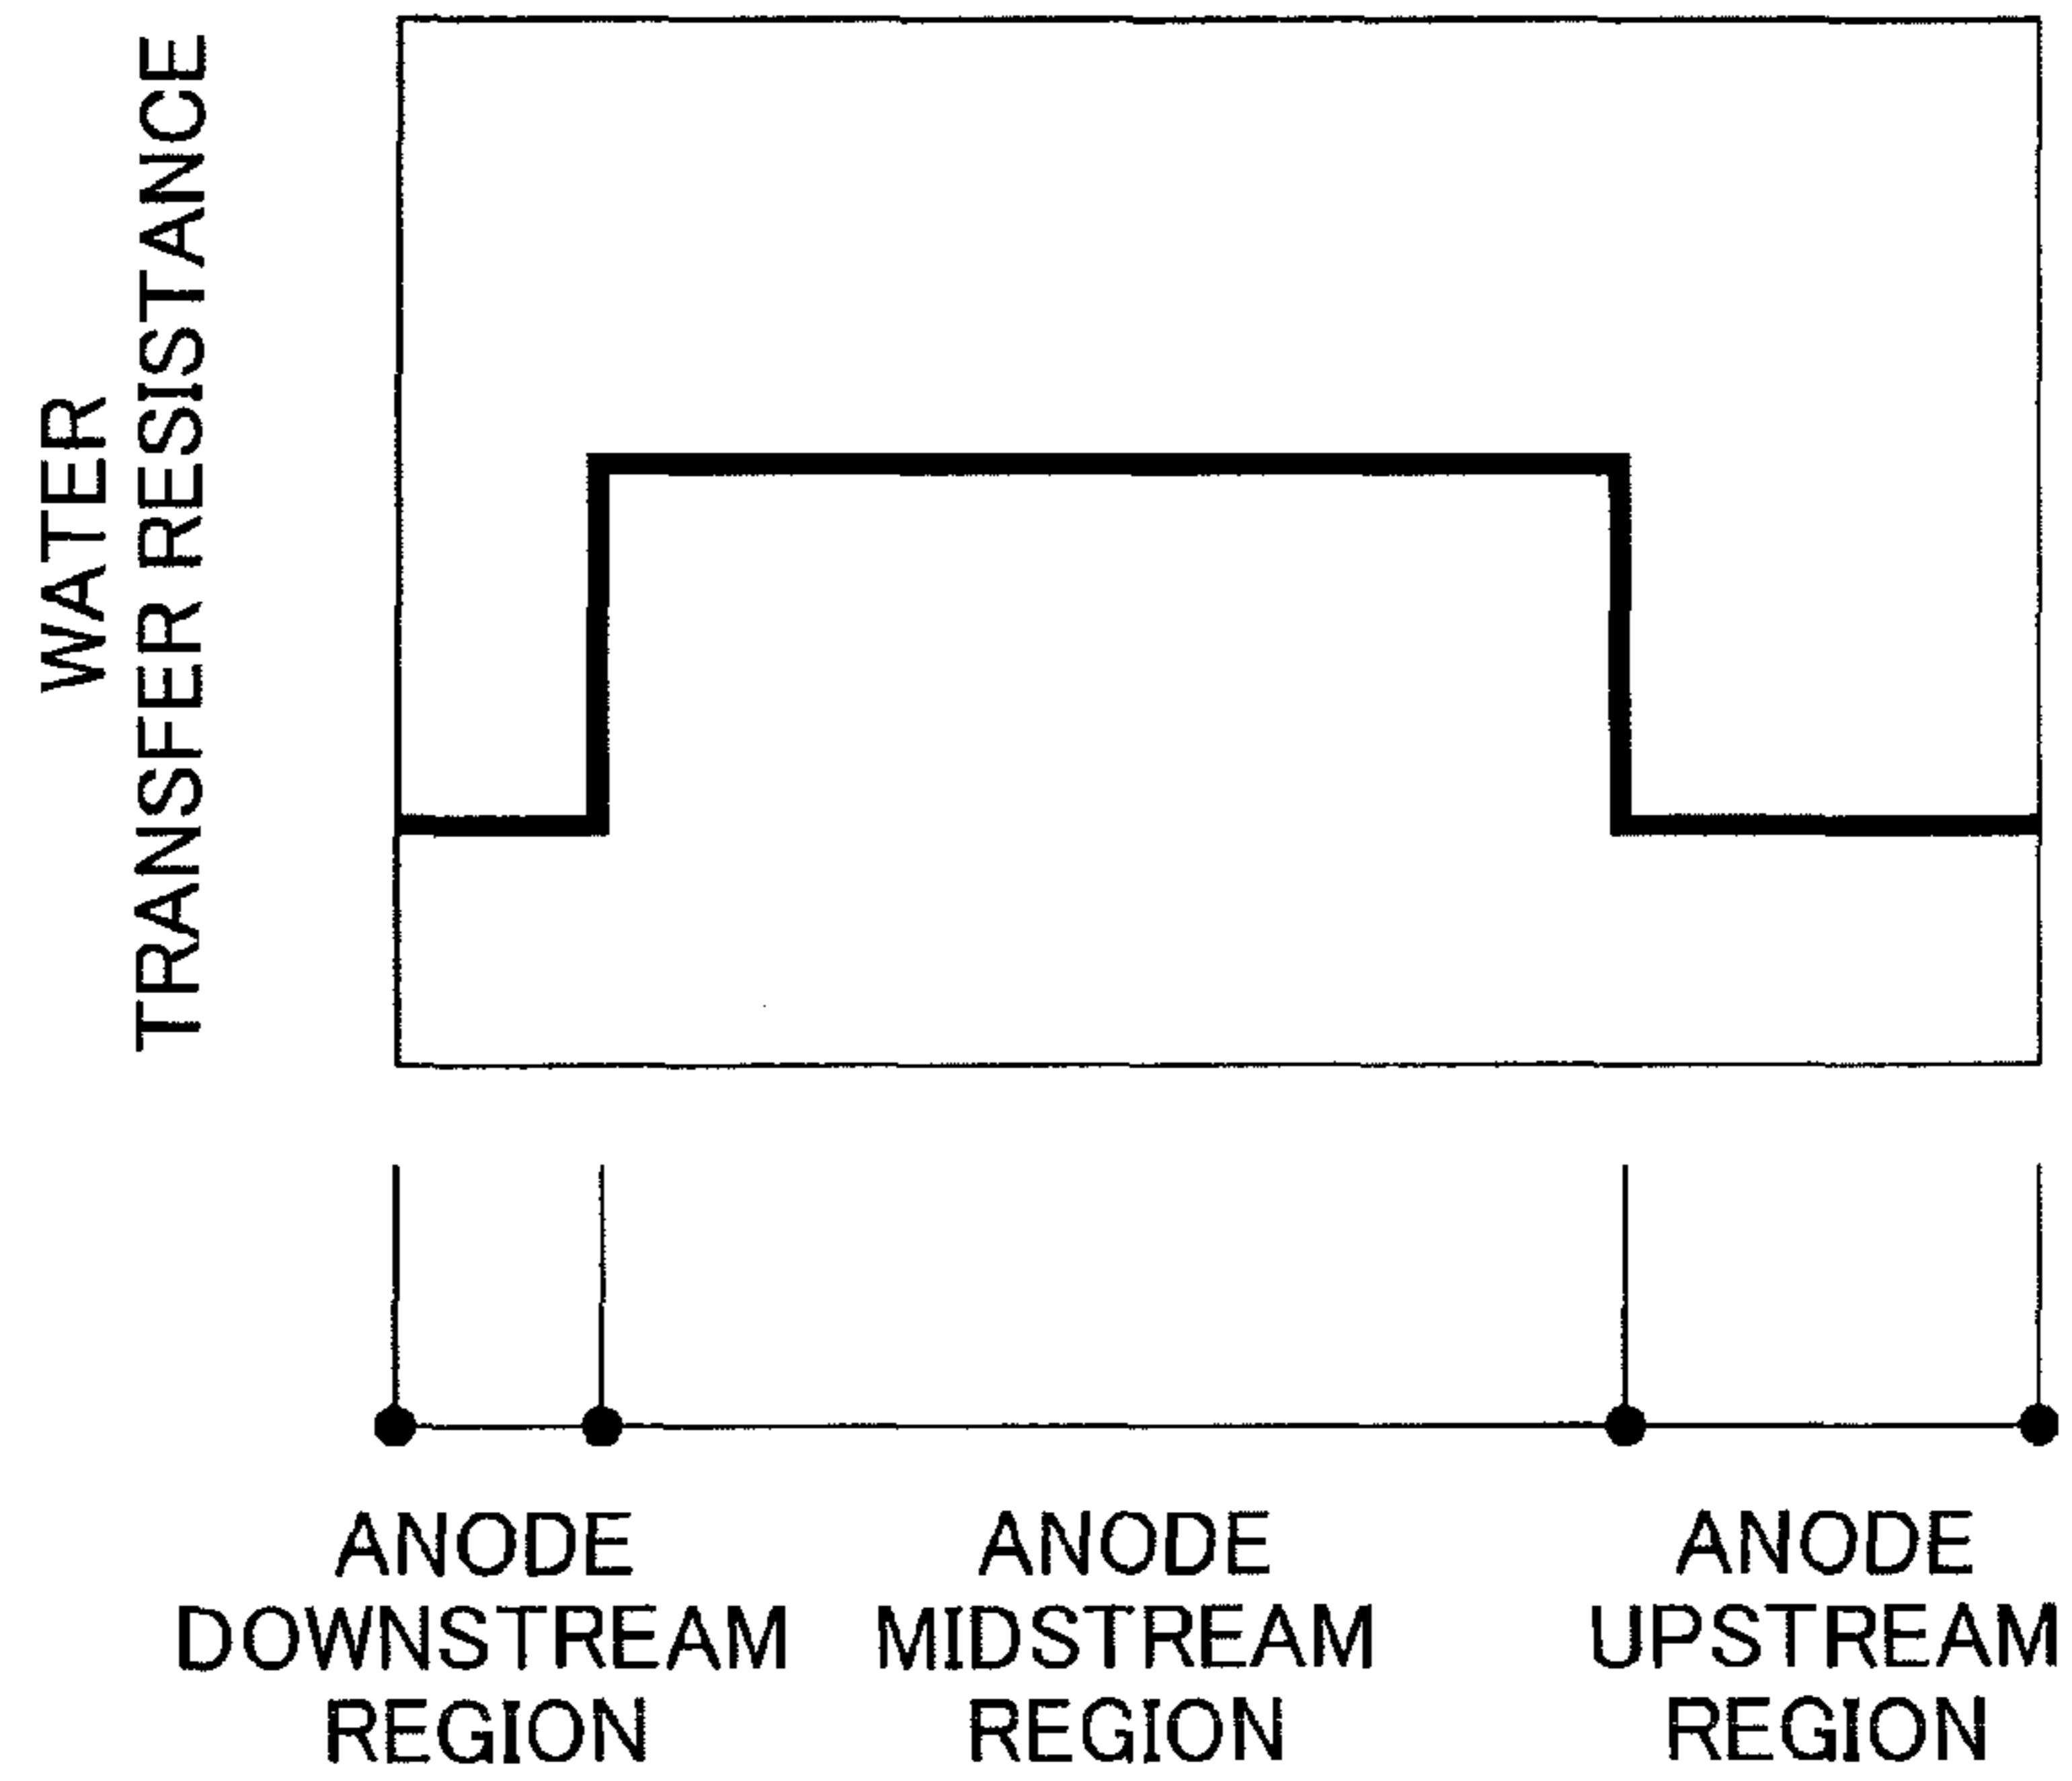 WATER
TRANSFER RESISTANCE
ANODE
DOWNSTREAM
REGION
ANODE
MIDSTREAM
REGION
ANODE
UPSTREAM
REGION